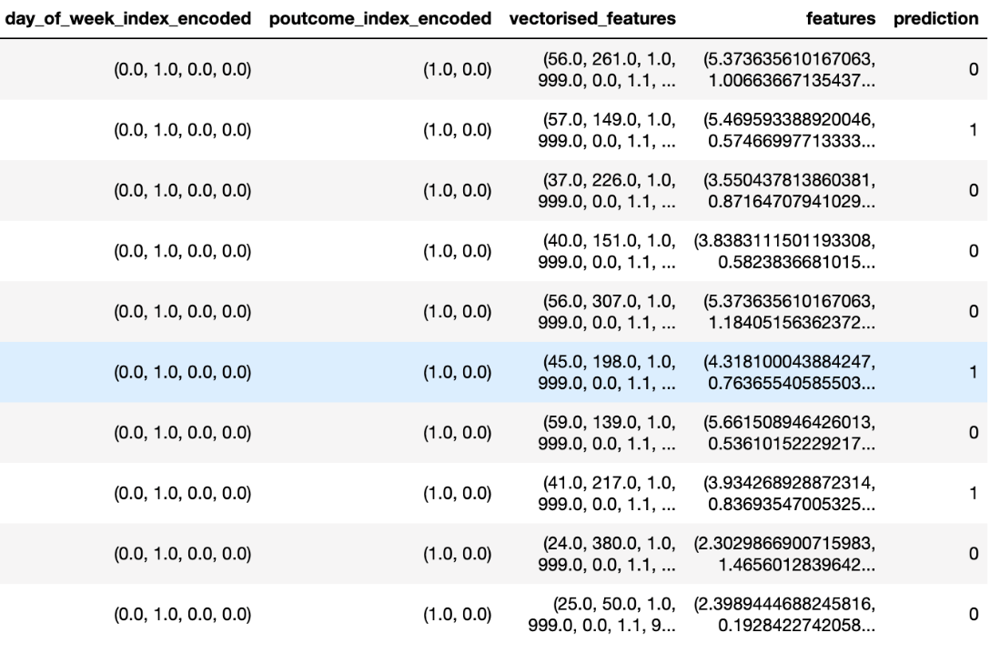 day_of_week_index_encoded poutcome_index_encoded vectorised_features features prediction
(0.0, 1.0, 0.0, 0.0) (1.0, 0.0) (56.0, 261.0, 1.0, 999.0, 0.0, 1.1, ... (5.373635610167063, 1.00663667135437... 0
(0.0, 1.0, 0.0, 0.0) (1.0, 0.0) (57.0, 149.0, 1.0, 999.0, 0.0, 1.1, ... (5.469593388920046, 0.57466997713333... 1
(0.0, 1.0, 0.0, 0.0) (1.0, 0.0) (37.0, 226.0, 1.0, 999.0, 0.0, 1.1, ... (3.550437813860381, 0.87164707941029... 0
(0.0, 1.0, 0.0, 0.0) (1.0, 0.0) (40.0, 151.0, 1.0, 999.0, 0.0, 1.1, ... (3.8383111501193308, 0.5823836681015... 0
(0.0, 1.0, 0.0, 0.0) (1.0, 0.0) (56.0, 307.0, 1.0, 999.0, 0.0, 1.1, ... (5.373635610167063, 1.18405156362372... 0
(0.0, 1.0, 0.0, 0.0) (1.0, 0.0) (45.0, 198.0, 1.0, 999.0, 0.0, 1.1, ... (4.318100043884247, 0.76365540585503... 1
(0.0, 1.0, 0.0, 0.0) (1.0, 0.0) (59.0, 139.0, 1.0, 999.0, 0.0, 1.1, ... (5.661508946426013, 0.53610152229217... 0
(0.0, 1.0, 0.0, 0.0) (1.0, 0.0) (41.0, 217.0, 1.0, 999.0, 0.0, 1.1, ... (3.934268928872314, 0.83693547005325... 1
(0.0, 1.0, 0.0, 0.0) (1.0, 0.0) (24.0, 380.0, 1.0, 999.0, 0.0, 1.1, ... (2.3029866900715983, 1.4656012839642... 0
(0.0, 1.0, 0.0, 0.0) (1.0, 0.0) (25.0, 50.0, 1.0, 999.0, 0.0, 1.1, 9... (2.3989444688245816, 0.1928422742058... 0